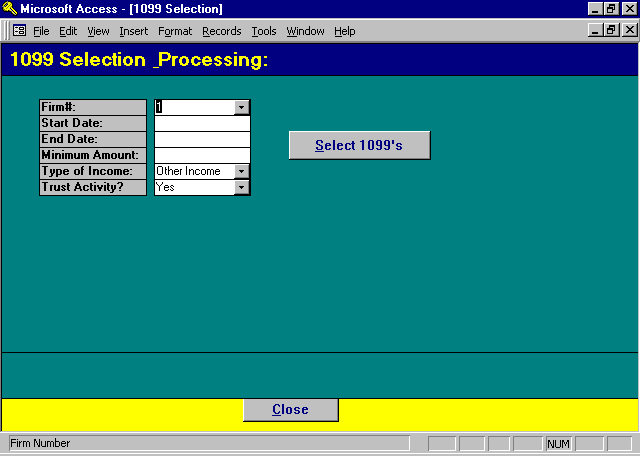 Microsoft Access - [1099 Selection]
File Edit View Insert Format Records Tools Window Help
1099 Selection _Processing:
Firm#: 1
Start Date:
End Date:
Minimum Amount:
Type of Income: Other Income
Trust Activity? Yes
Select 1099's
Close
Firm Number NUM